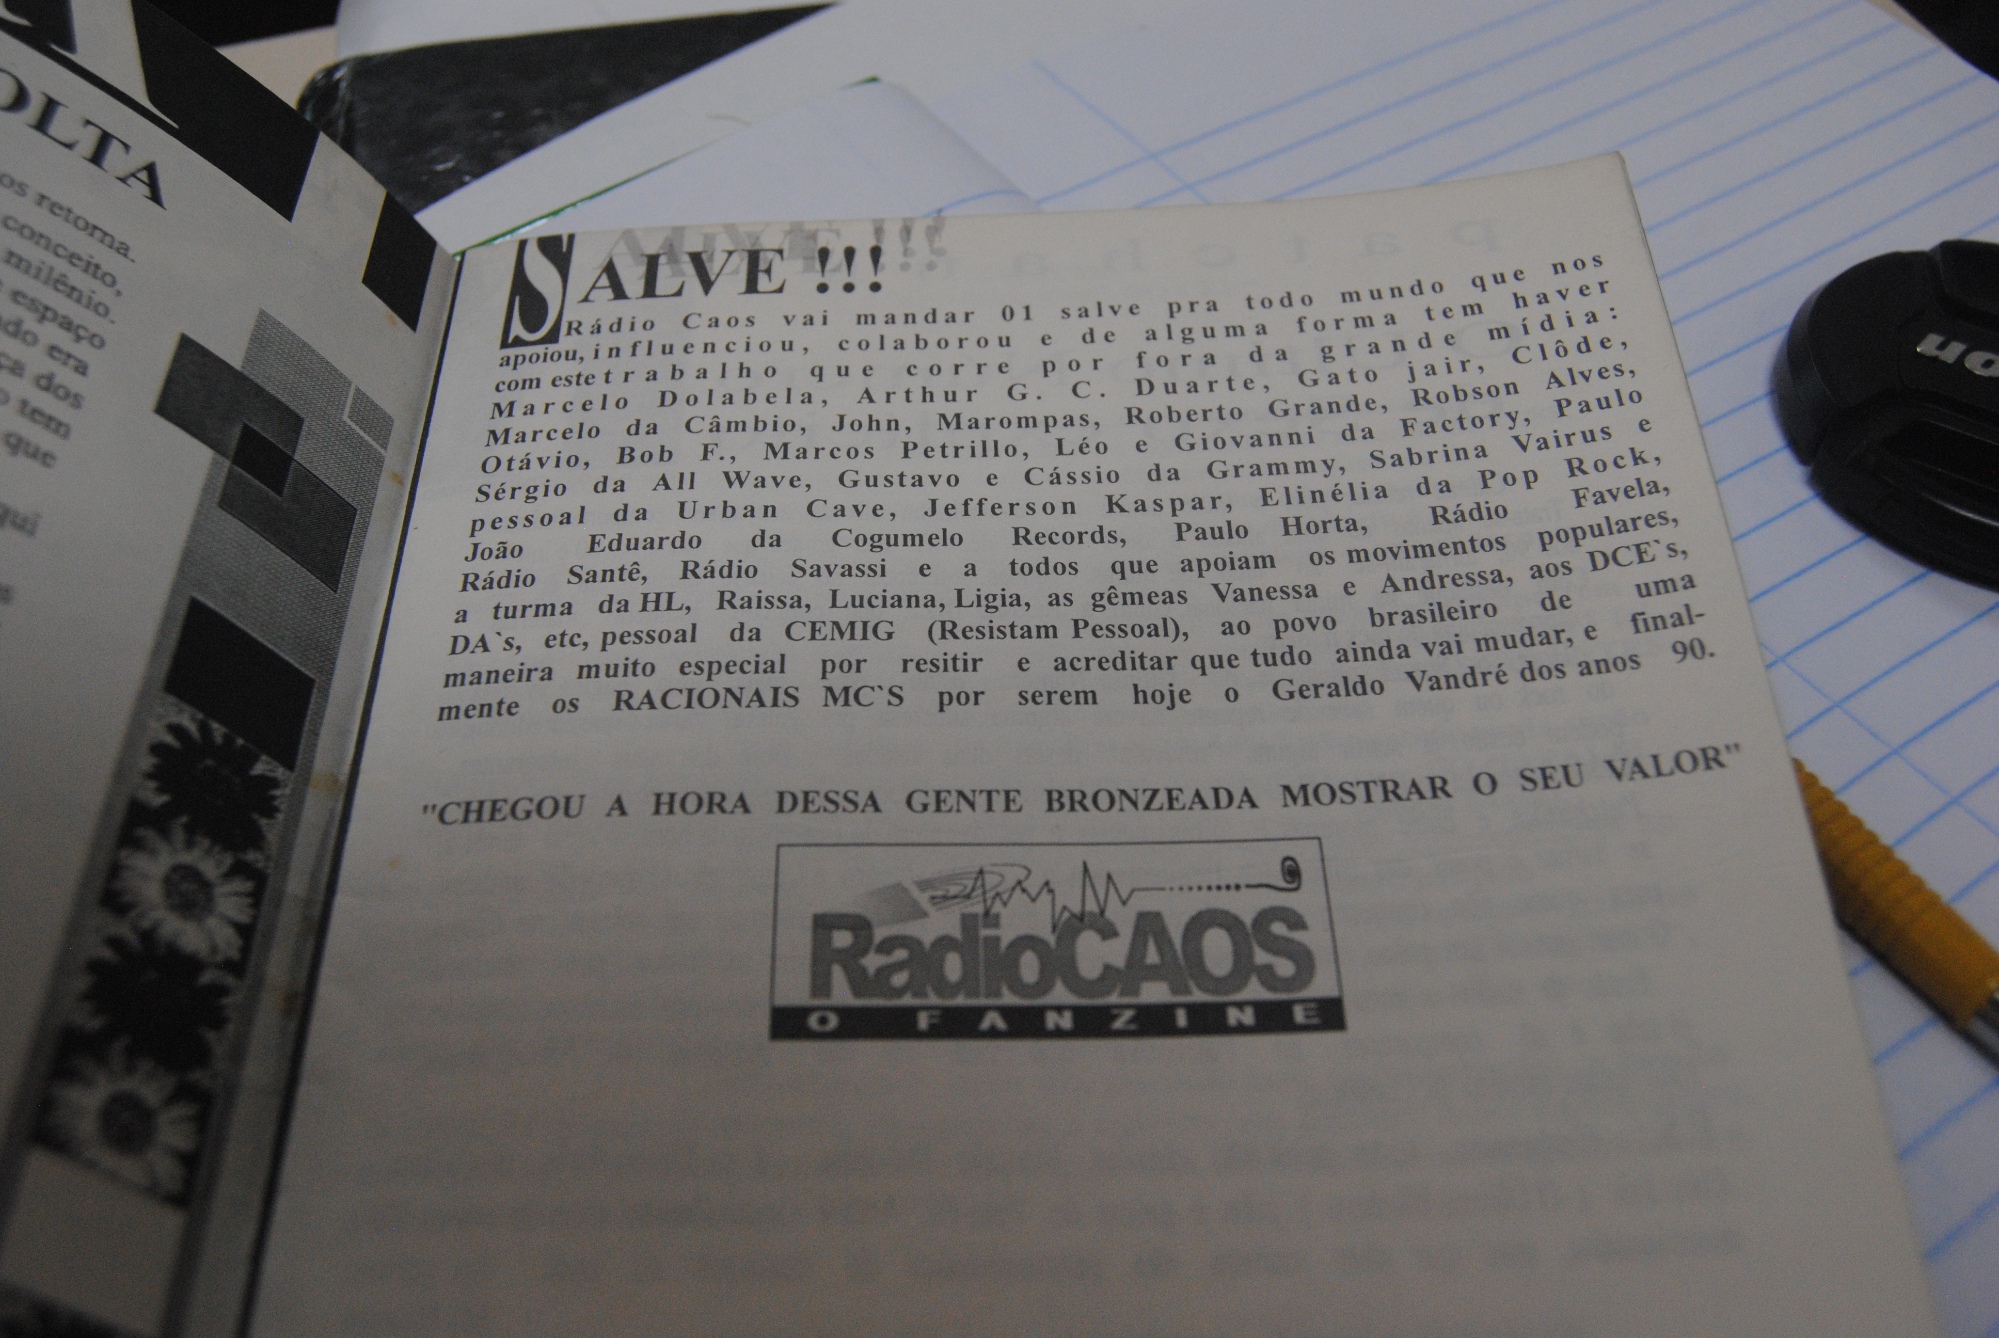 OLTA
os retorna.
conceito,
milênio.
espaço
do era
ça dos
tem
que
qui
SALVE !!!
Rádio Caos vai mandar 01 salve pra todo mundo que nos
apoiou, influenciou, colaborou e de alguma forma tem haver
com este trabalho que corre por fora da grande mídia:
Marcelo Dolabela, Arthur G. C. Duarte, Gato jair, Clôde,
Marcelo da Câmbio, John, Marompas, Roberto Grande, Robson Alves,
Otávio, Bob F., Marcos Petrillo, Léo e Giovanni da Factory, Paulo
Sérgio da All Wave, Gustavo e Cássio da Grammy, Sabrina Vairus e
pessoal da Urban Cave, Jefferson Kaspar, Elinélia da Pop Rock,
João Eduardo da Cogumelo Records, Paulo Horta, Rádio Favela,
Rádio Santê, Rádio Savassi e a todos que apoiam os movimentos populares,
a turma da HL, Raissa, Luciana, Ligia, as gêmeas Vanessa e Andressa, aos DCE`s,
DA`s, etc, pessoal da CEMIG (Resistam Pessoal), ao povo brasileiro de uma
maneira muito especial por resitir e acreditar que tudo ainda vai mudar, e final-
mente os RACIONAIS MC`S por serem hoje o Geraldo Vandré dos anos 90.
"CHEGOU A HORA DESSA GENTE BRONZEADA MOSTRAR O SEU VALOR"
RadioCAOS
O FANZINE
on